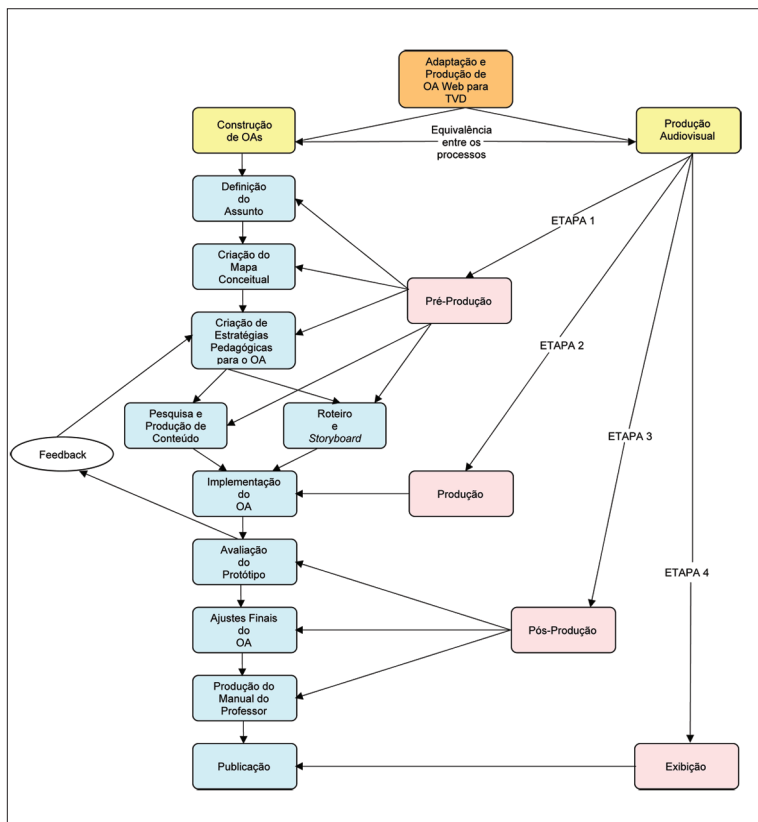 Adaptação e
Produção de
OA Web para
TVD
Construção
de OAs
Equivalência
entre os
processos
Produção
Audiovisual
Definição
do
Assunto
ETAPA 1
Criação do
Mapa
Conceitual
Pré-Produção
Criação de
Estratégias
Pedagógicas
para o OA
ETAPA 2
Pesquisa e
Produção de
Conteúdo
Roteiro
e
Storyboard
ETAPA 3
Feedback
Implementação
do
OA
Produção
Avaliação
do
Protótipo
ETAPA 4
Ajustes Finais
do
OA
Pós-Produção
Produção do
Manual do
Professor
Publicação
Exibição